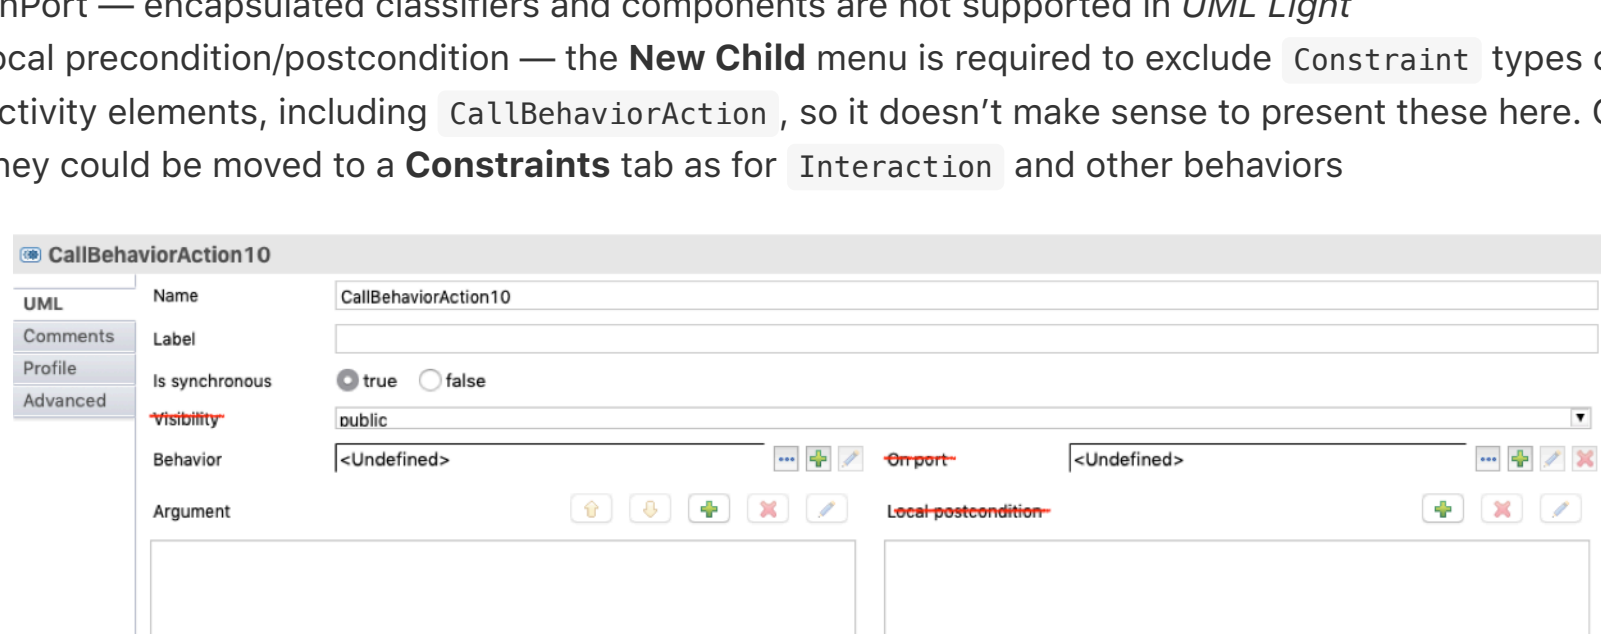 nPort — encapsulated classifiers and components are not supported in UML Light
ocal precondition/postcondition — the New Child menu is required to exclude Constraint types
ctivity elements, including CallBehaviorAction, so it doesn’t make sense to present these here.
hey could be moved to a Constraints tab as for Interaction and other behaviors
CallBehaviorAction10
UML
Comments
Profile
Advanced
Name CallBehaviorAction10
Label
Is synchronous true false
Visibility public
Behavior <Undefined> On port <Undefined>
Argument Local postcondition